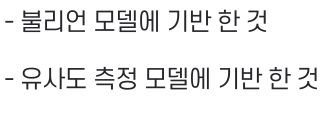 - 불리언 모델에 기반 한 것
- 유사도 측정 모델에 기반 한 것